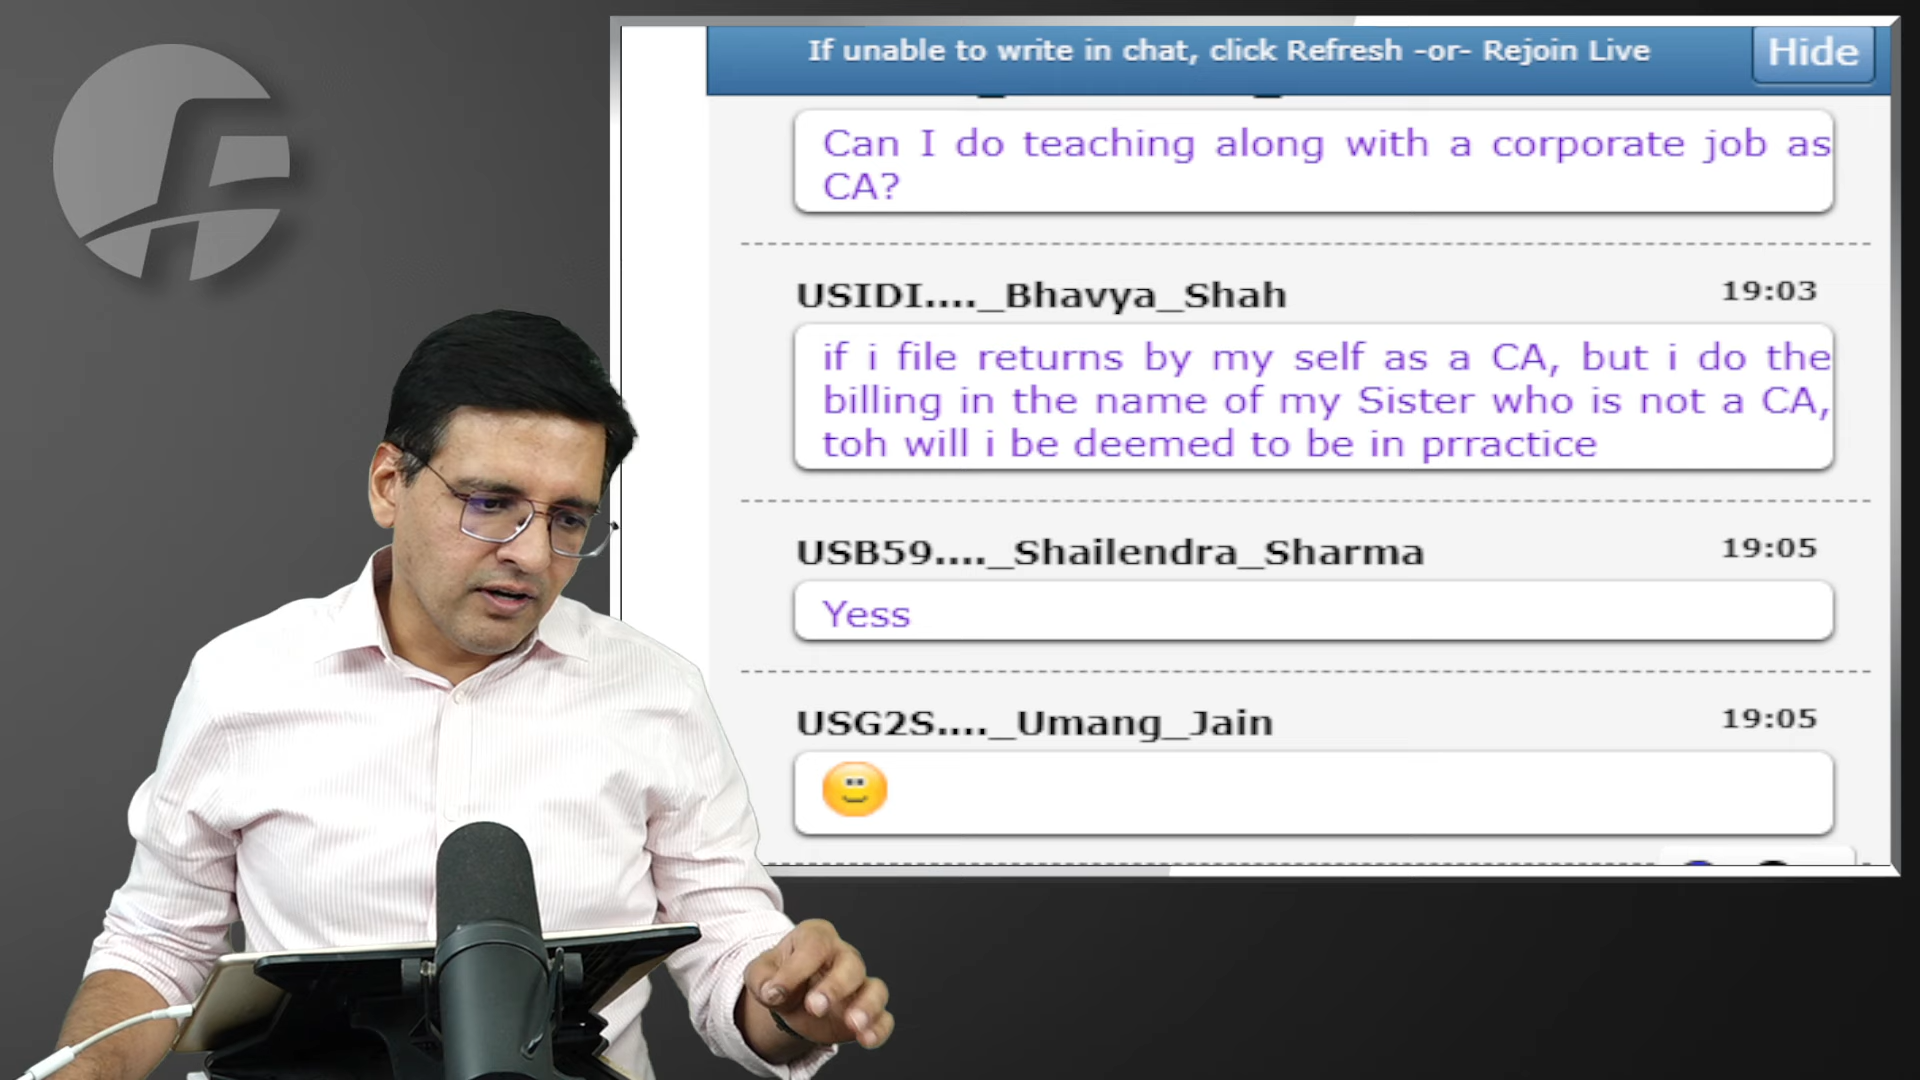 If unable to write in chat, click Refresh -or- Rejoin Live
Hide
Can I do teaching along with a corporate job as
CA?
USIDI...._Bhavya_Shah
19:03
if i file returns by my self as a CA, but i do the
billing in the name of my Sister who is not a CA,
toh will i be deemed to be in prractice
USB59...._Shailendra_Sharma
19:05
Yess
USG2S...._Umang_Jain
19:05